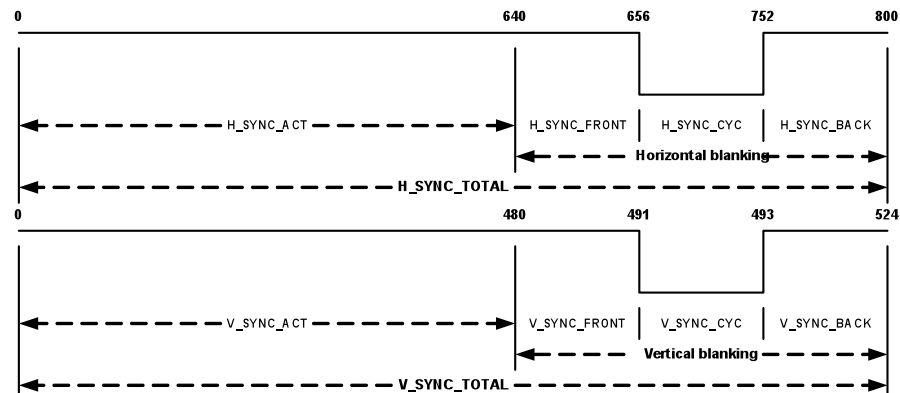 0 640 656 752 800
H_SYNC_ACT H_SYNC_FRONT H_SYNC_CYC H_SYNC_BACK
Horizontal blanking
H_SYNC_TOTAL
0 480 491 493 524
V_SYNC_ACT V_SYNC_FRONT V_SYNC_CYC V_SYNC_BACK
Vertical blanking
V_SYNC_TOTAL